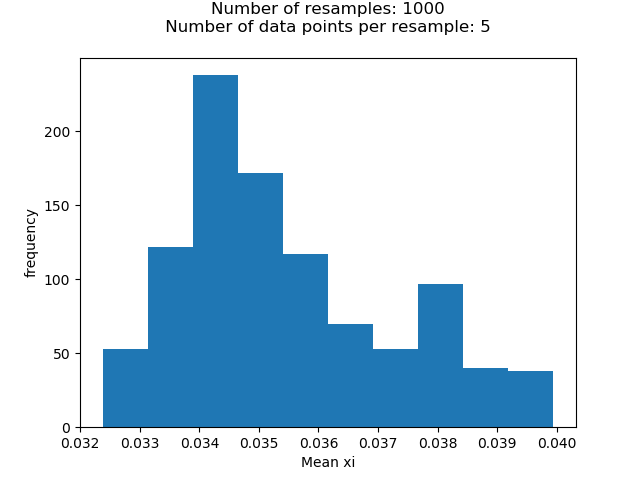 Number of resamples: 1000
Number of data points per resample: 5
200
150
100
50
0
frequency
0.032 0.033 0.034 0.035 0.036 0.037 0.038 0.039 0.040
Mean xi